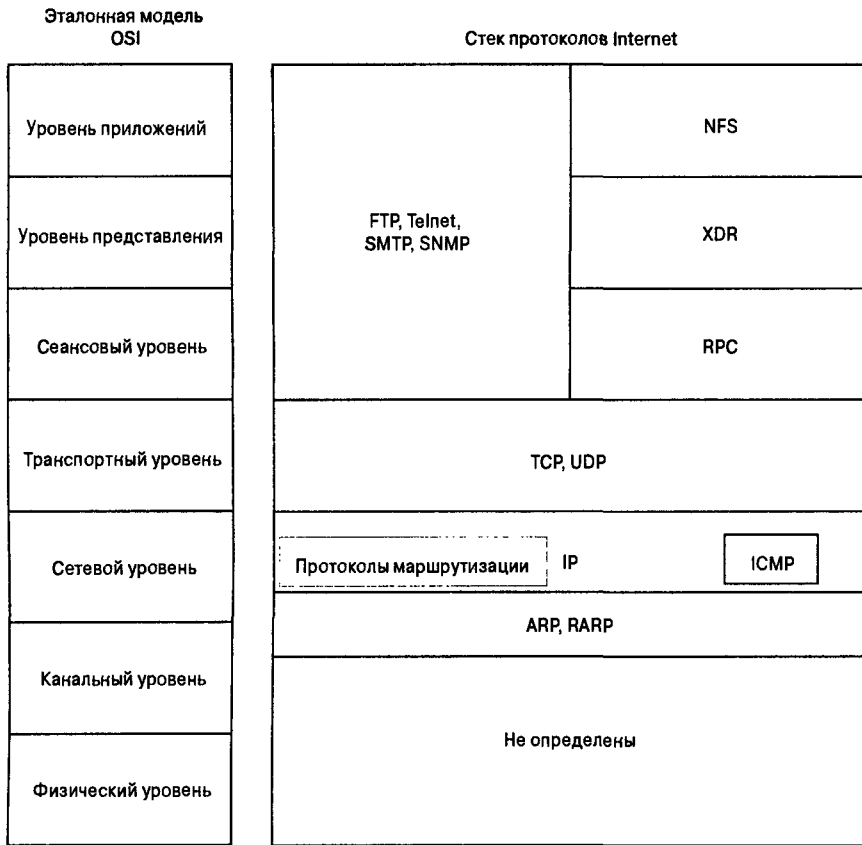 Эталонная модель
OSI
Стек протоколов Internet
Уровень приложений
Уровень представления
Сеансовый уровень
Транспортный уровень
Сетевой уровень
Канальный уровень
Физический уровень
FTP, Telnet,
SMTP, SNMP
NFS
XDR
RPC
TCP, UDP
Протоколы маршрутизации
IP
ICMP
ARP, RARP
Не определены